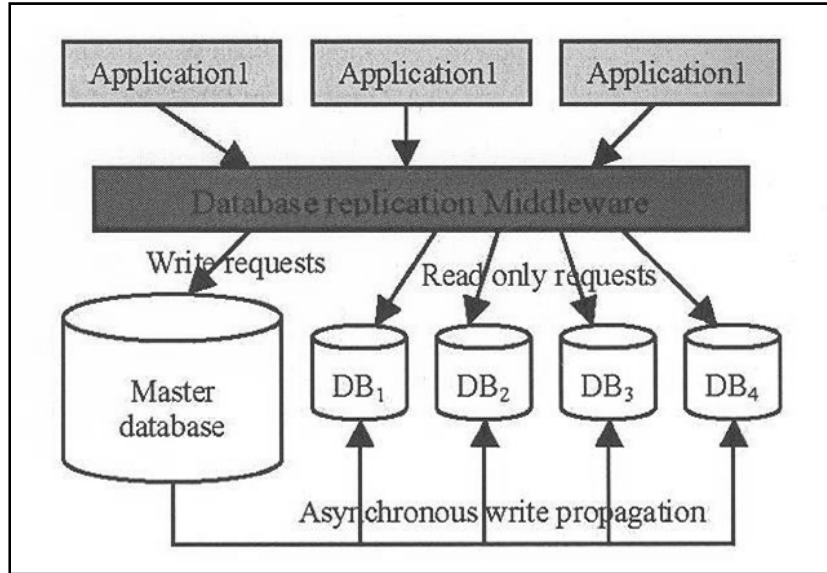 Application1
Application1
Application1
Database replication Middleware
Write requests
Read only requests
Master
database
DB₁
DB₂
DB₃
DB₄
Asynchronous write propagation